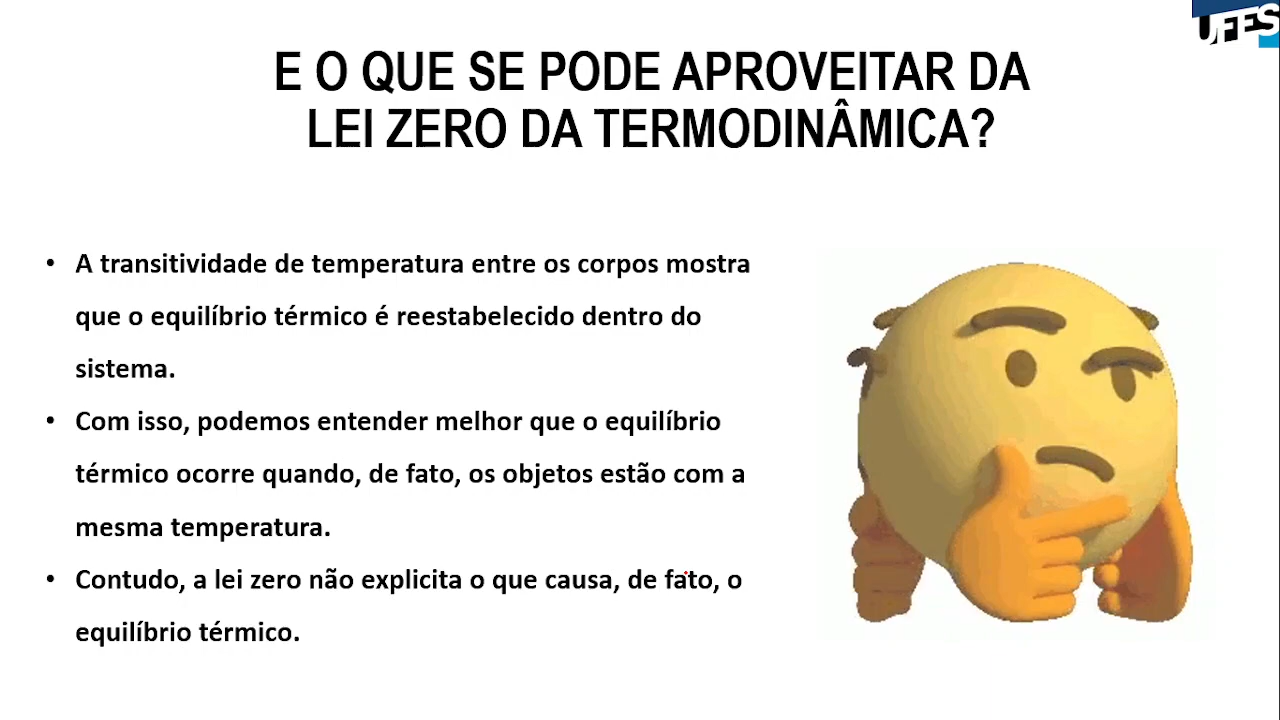 UFES
E O QUE SE PODE APROVEITAR DA
LEI ZERO DA TERMODINÂMICA?
• A transitividade de temperatura entre os corpos mostra
que o equilíbrio térmico é reestabelecido dentro do
sistema.
• Com isso, podemos entender melhor que o equilíbrio
térmico ocorre quando, de fato, os objetos estão com a
mesma temperatura.
• Contudo, a lei zero não explicita o que causa, de fato, o
equilíbrio térmico.